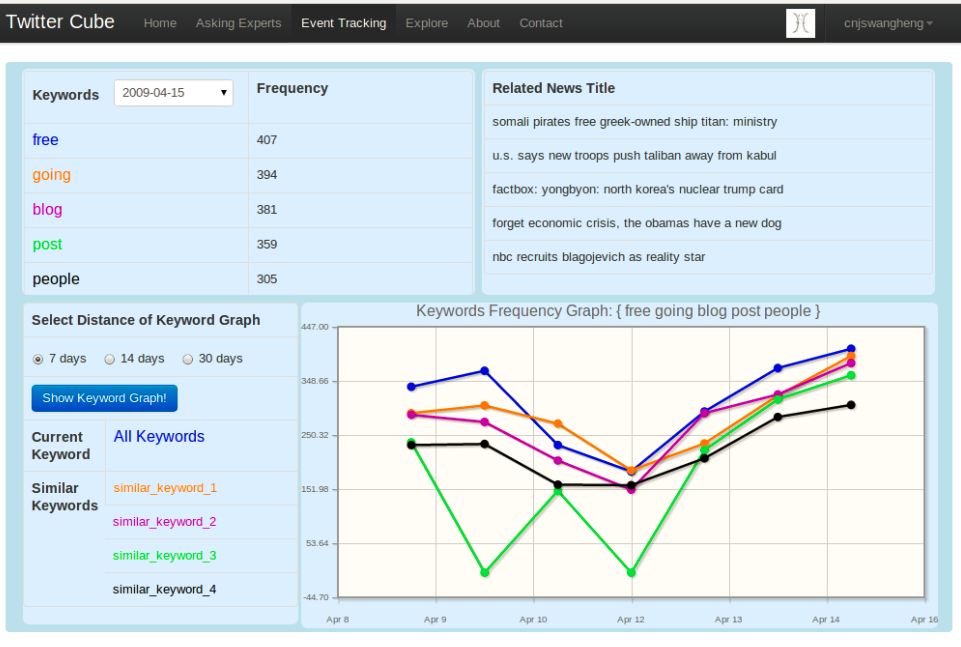 Twitter Cube Home Asking Experts Event Tracking Explore About Contact cnjswangheng
Keywords 2009-04-15 Frequency
free 407
going 394
blog 381
post 359
people 305
Related News Title
somali pirates free greek-owned ship titan: ministry
u.s. says new troops push taliban away from kabul
factbox: yongbyon: north korea's nuclear trump card
forget economic crisis, the obamas have a new dog
nbc recruits blagojevich as reality star
Select Distance of Keyword Graph
7 days 14 days 30 days
Show Keyword Graph!
Current Keyword
All Keywords
Similar Keywords
similar_keyword_1
similar_keyword_2
similar_keyword_3
similar_keyword_4
Keywords Frequency Graph: { free going blog post people }
447.00
348.66
250.32
151.98
53.64
-44.70
Apr 8 Apr 9 Apr 10 Apr 12 Apr 13 Apr 14 Apr 16